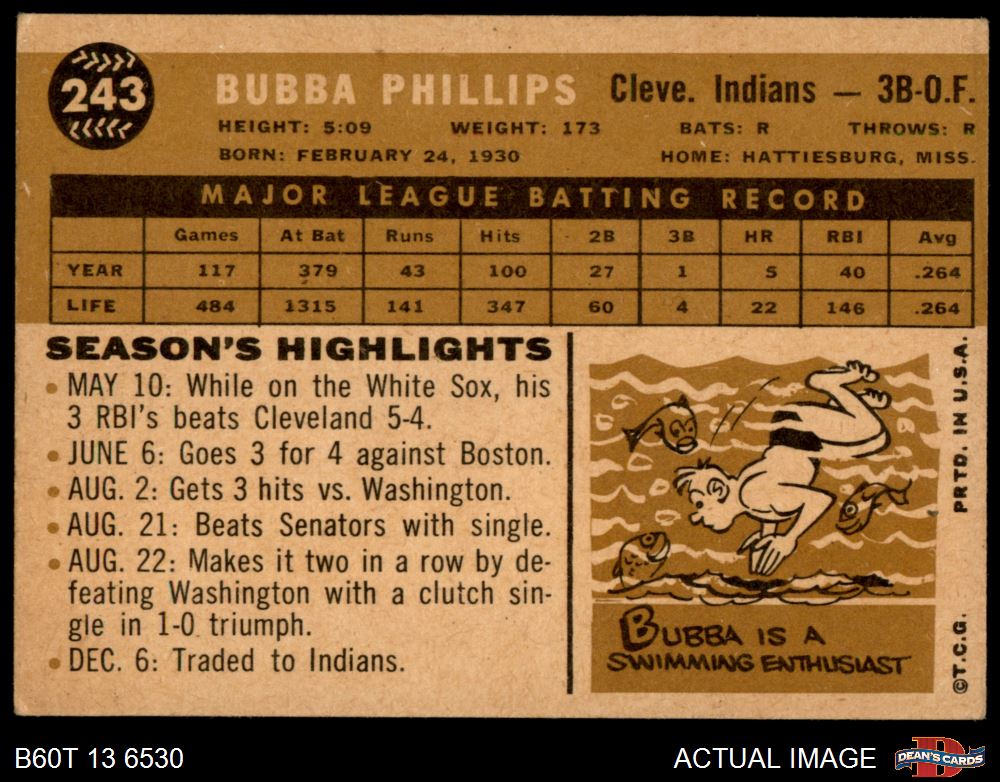 243
BUBBA PHILLIPS Cleve. Indians — 3B-O.F.
HEIGHT: 5:09 WEIGHT: 173 BATS: R THROWS: R
BORN: FEBRUARY 24, 1930 HOME: HATTIESBURG, MISS.
MAJOR LEAGUE BATTING RECORD
Games At Bat Runs Hits 2B 3B HR RBI Avg
YEAR 117 379 43 100 27 1 5 40 .264
LIFE 484 1315 141 347 60 4 22 146 .264
SEASON'S HIGHLIGHTS
• MAY 10: While on the White Sox, his
3 RBI's beats Cleveland 5-4.
• JUNE 6: Goes 3 for 4 against Boston.
• AUG. 2: Gets 3 hits vs. Washington.
• AUG. 21: Beats Senators with single.
• AUG. 22: Makes it two in a row by de-
feating Washington with a clutch sin-
gle in 1-0 triumph.
• DEC. 6: Traded to Indians.
BUBBA IS A
SWIMMING ENTHUSIAST
©T.C.G. PRTD. IN U.S.A.
B60T 13 6530 ACTUAL IMAGE
D
DEAN'S CARDS